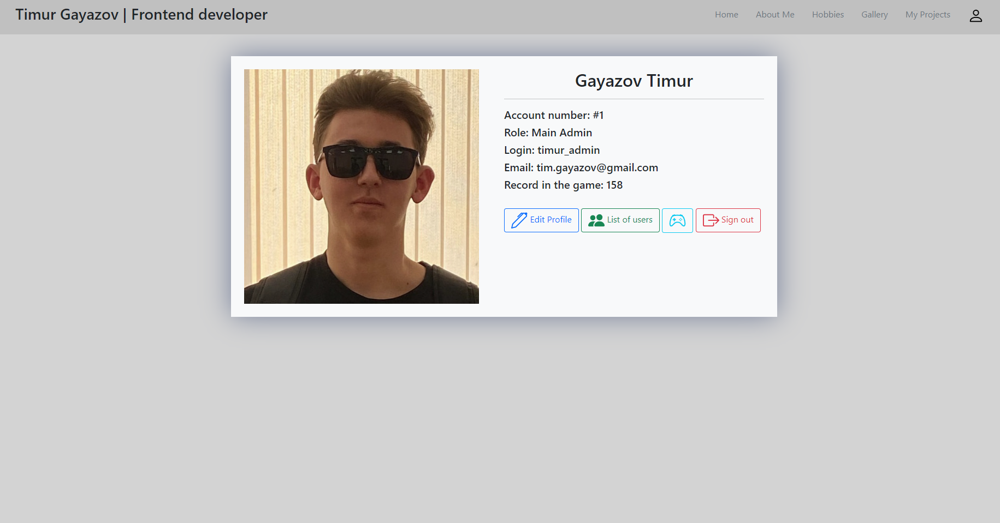 Timur Gayazov | Frontend developer
Home About Me Hobbies Gallery My Projects
Gayazov Timur
Account number: #1
Role: Main Admin
Login: timur_admin
Email: tim.gayazov@gmail.com
Record in the game: 158
Edit Profile List of users Sign out